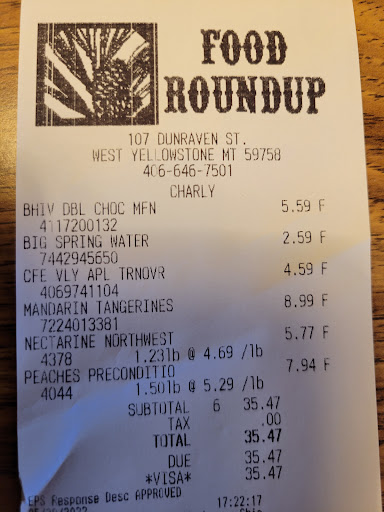 FOOD
ROUNDUP
107 DUNRAVEN ST.
WEST YELLOWSTONE MT 59758
406-646-7501
CHARLY
BHIV DBL CHOC MFN 5.59 F
4117200132
BIG SPRING WATER 2.59 F
7442945650
CFE VLY APL TRNOVR 4.59 F
4069741104
MANDARIN TANGERINES 8.99 F
7224013381
NECTARINE NORTHWEST 5.77 F
4378 1.23lb @ 4.69 /lb
PEACHES PRECONDITIO 7.94 F
4044 1.50lb @ 5.29 /lb
SUBTOTAL 6 35.47
TAX .00
TOTAL 35.47
DUE 35.47
*VISA* 35.47
EPS Response Desc APPROVED
17:22:17